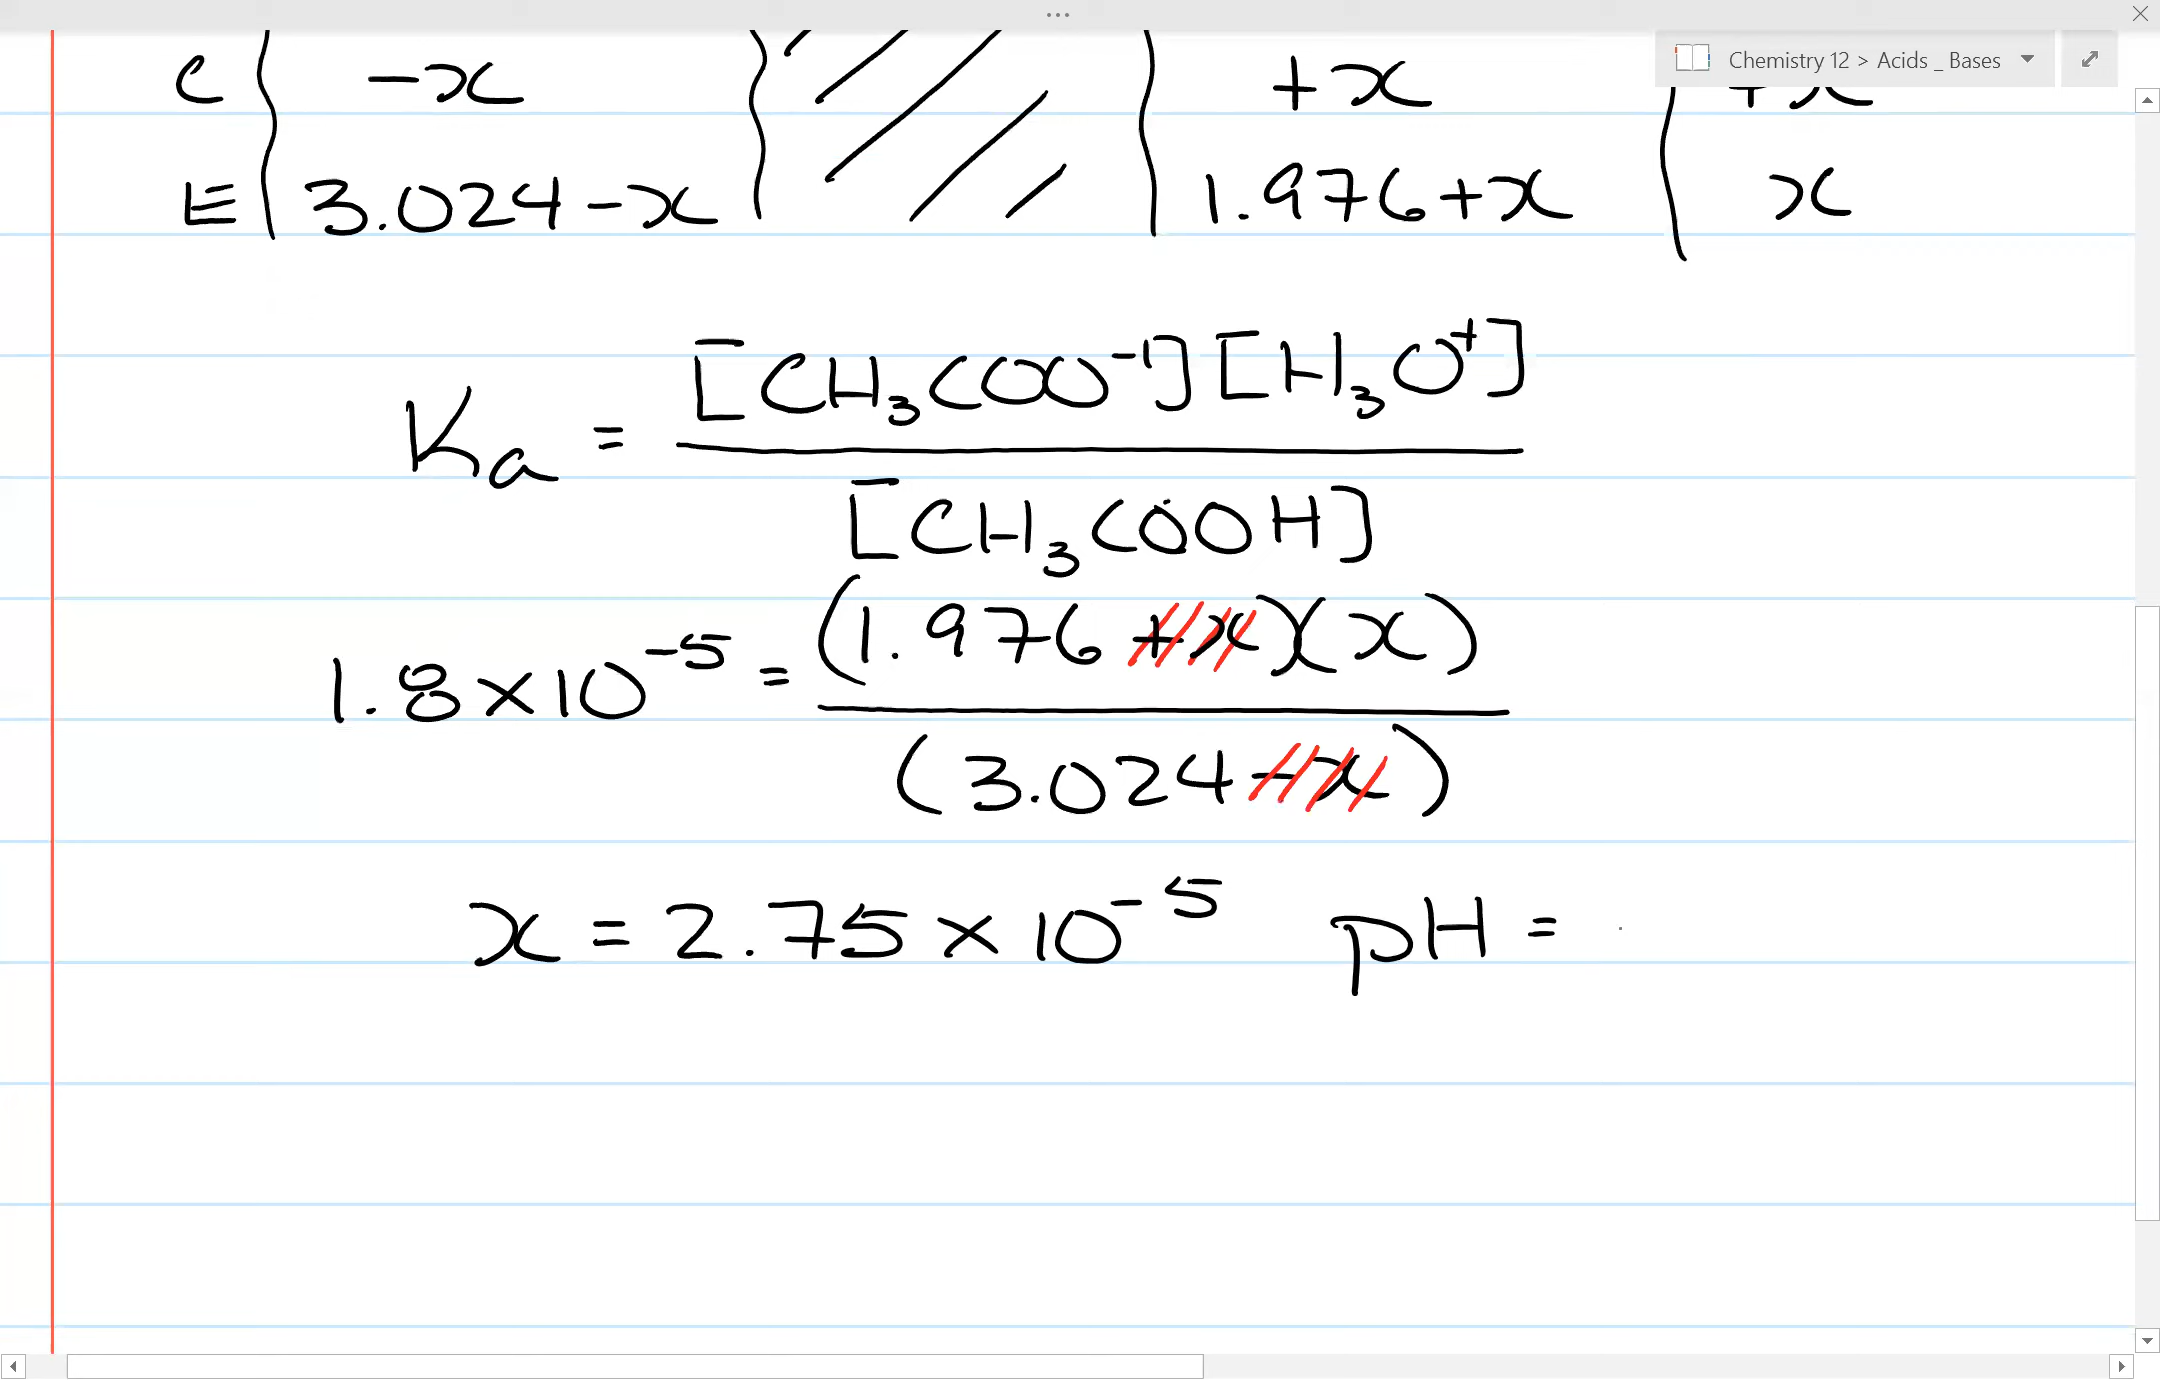 Chemistry 12 > Acids _ Bases
C -x +x +x
E 3.024-x 1.976+x x
Ka = [CH₃COO⁻¹][H₃O⁺]
[CH₃COOH]
1.8×10⁻⁵ = (1.976+x)(x)
(3.024-x)
x = 2.75×10⁻⁵ pH =